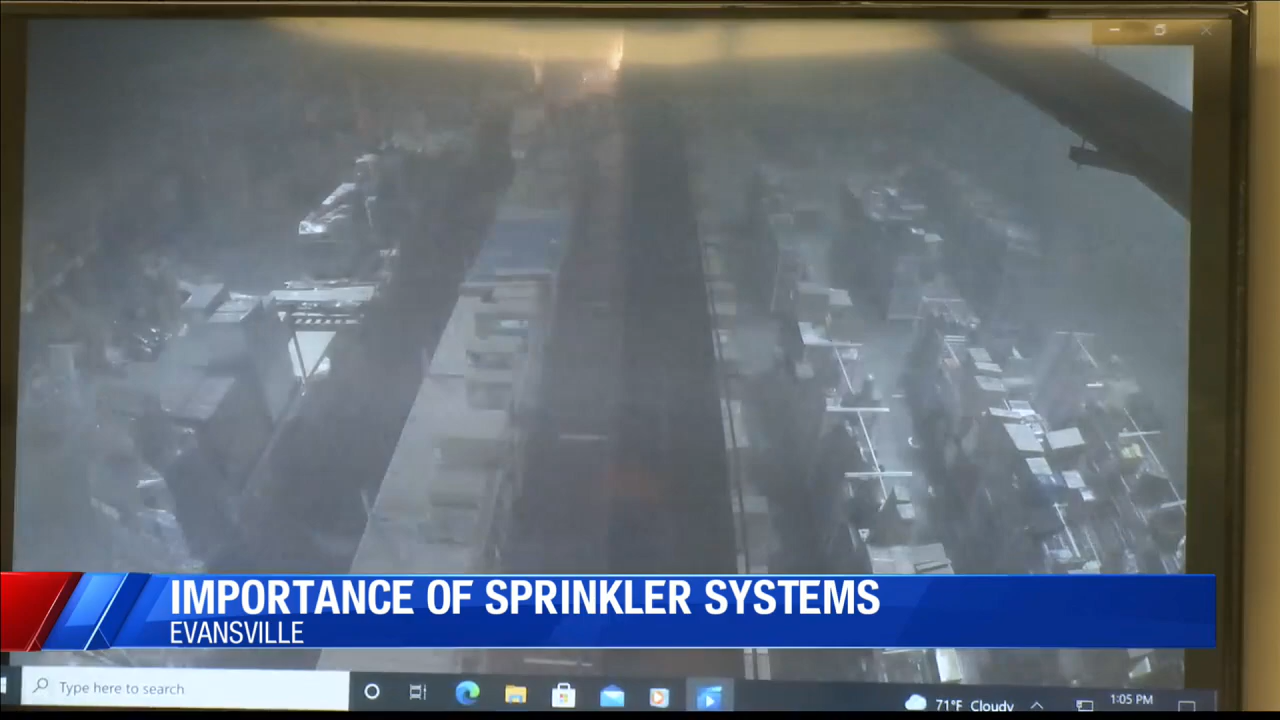 IMPORTANCE OF SPRINKLER SYSTEMS
EVANSVILLE
Type here to search
71°F Cloudy
1:05 PM